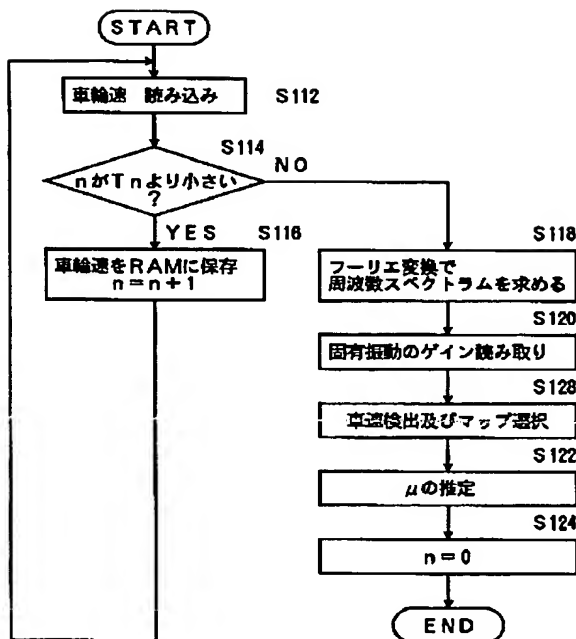 START
車輪速 読み込み
S112
S114
nがTnより小さい
?
NO
YES
S116
車輪速をRAMに保存
n=n+1
S118
フーリエ変換で
周波数スペクトラムを求める
S120
固有振動のゲイン読み取り
S128
車速検出及びマップ選択
S122
μの推定
S124
n=0
END